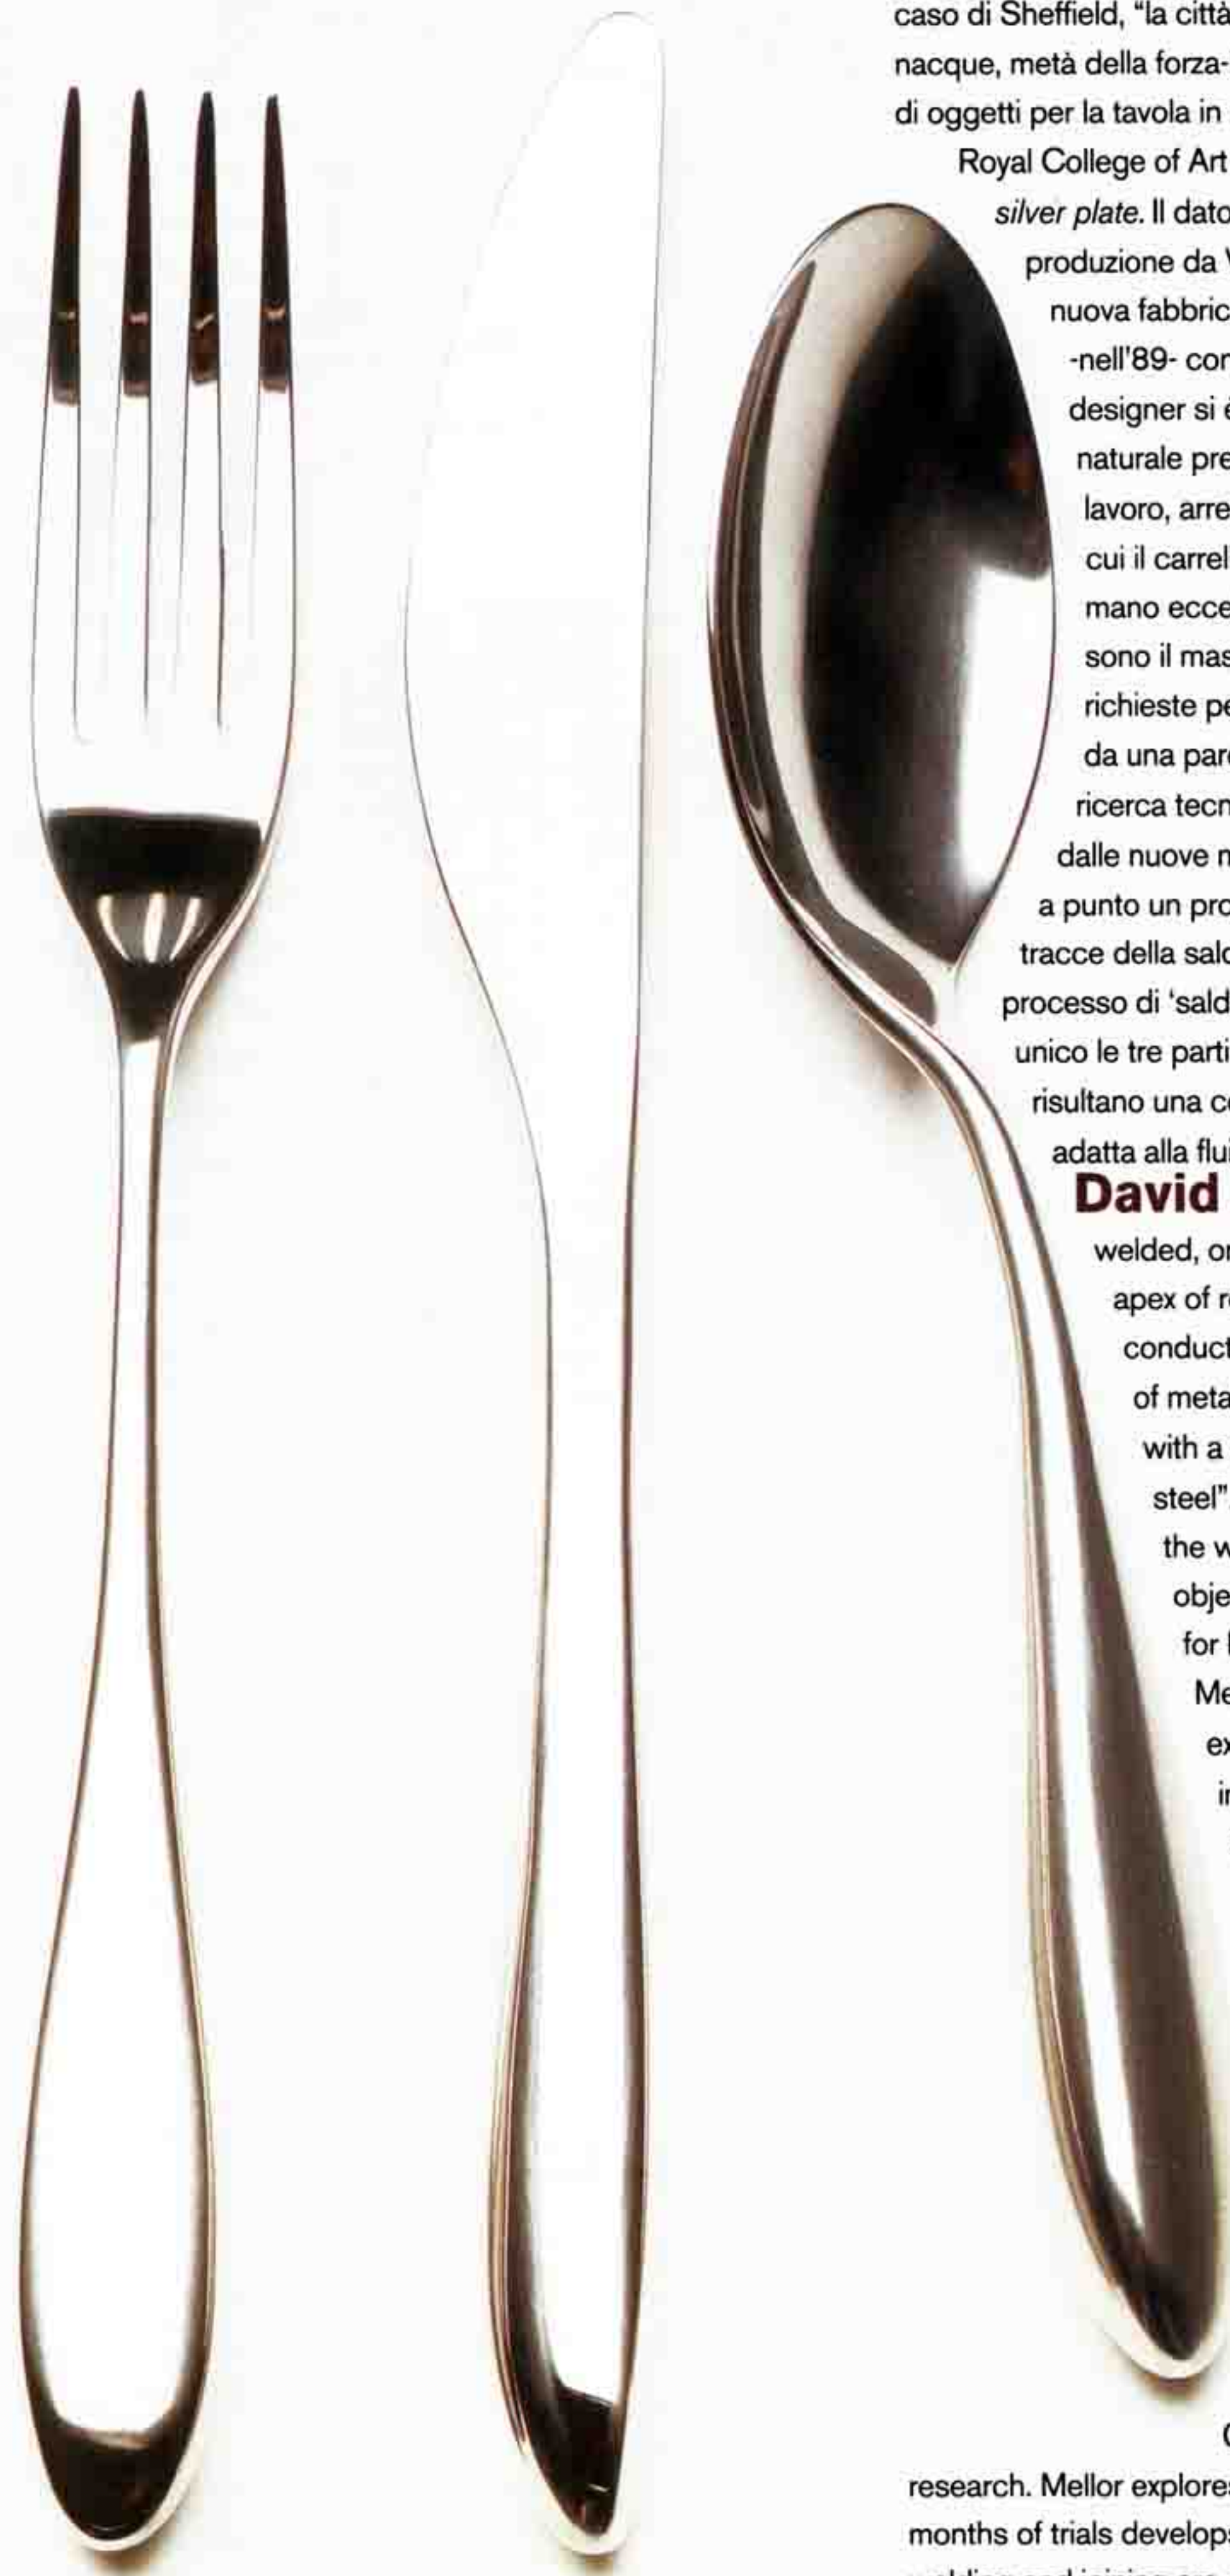 caso di Sheffield, “la città
nacque, metà della forza-
di oggetti per la tavola in
Royal College of Art
silver plate. Il dato
produzione da
nuova fabbric
-nell'89- con
designer si è
naturale pre
lavoro, arre
cui il carrel
mano ecce
sono il mas
richieste pe
da una pare
ricerca tecn
dalle nuove
a punto un pro
tracce della sald
processo di ‘sald
unico le tre parti
risultano una co
adatta alla flui
David
welded, or
apex of re
conduct
of meta
with a
steel”
the w
obje
for
Me
ex
in
research. Mellor explores
months of trials develops